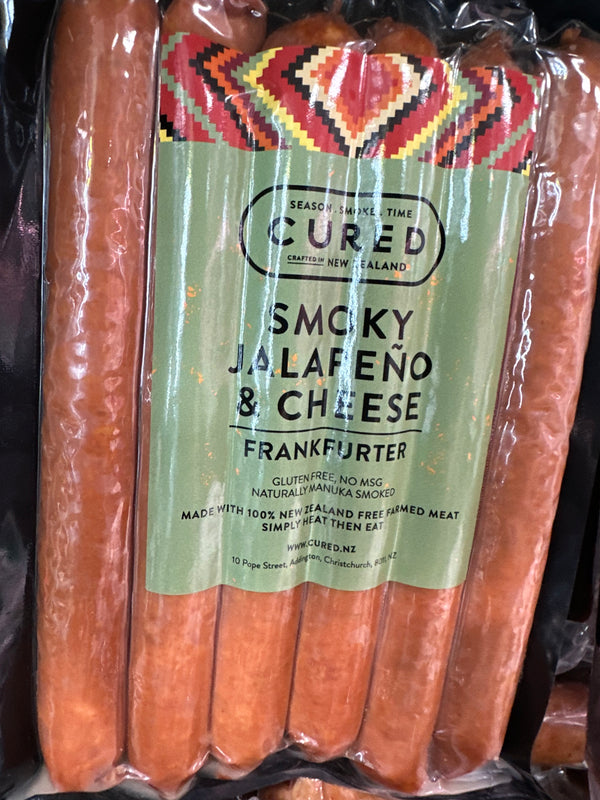 SEASON. SMOKE. TIME
CURED
CRAFTED IN NEW ZEALAND
SMOKY
JALAPEÑO
& CHEESE
FRANKFURTER
GLUTEN FREE, NO MSG
NATURALLY MANUKA SMOKED
MADE WITH 100% NEW ZEALAND FREE FARMED MEAT
SIMPLY HEAT THEN EAT
WWW.CURED.NZ
10 Pope Street, Addington, Christchurch, 8011, NZ